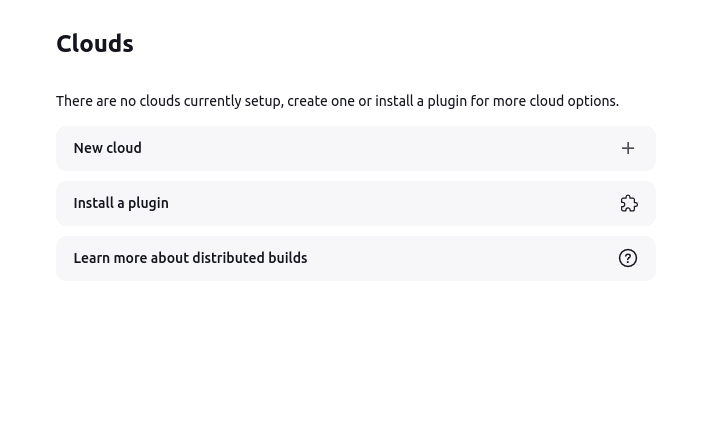 Clouds
There are no clouds currently setup, create one or install a plugin for more cloud options.
New cloud
Install a plugin
Learn more about distributed builds